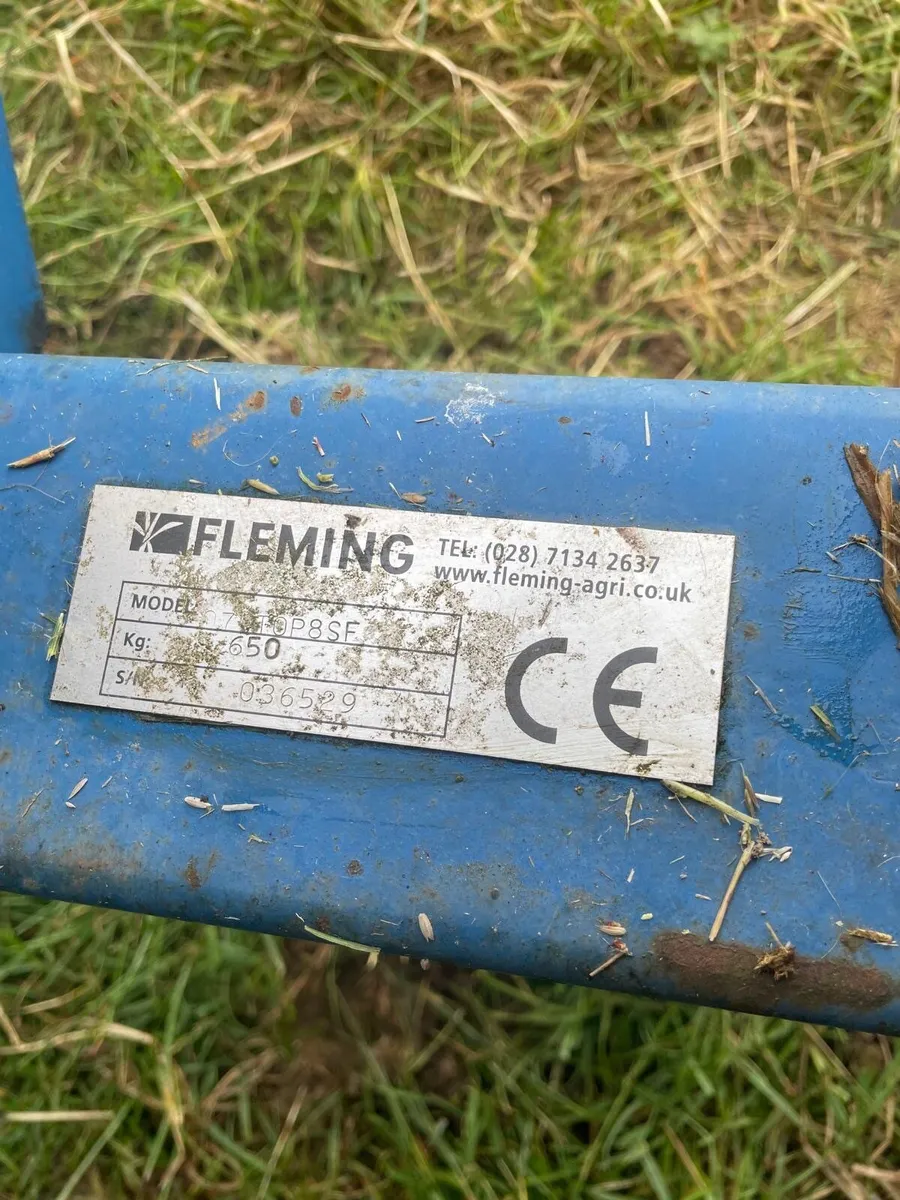 FLEMING
TEL: (028) 7134 2637
www.fleming-agri.co.uk
MODEL
Kg: 650
S/N 036529
CE